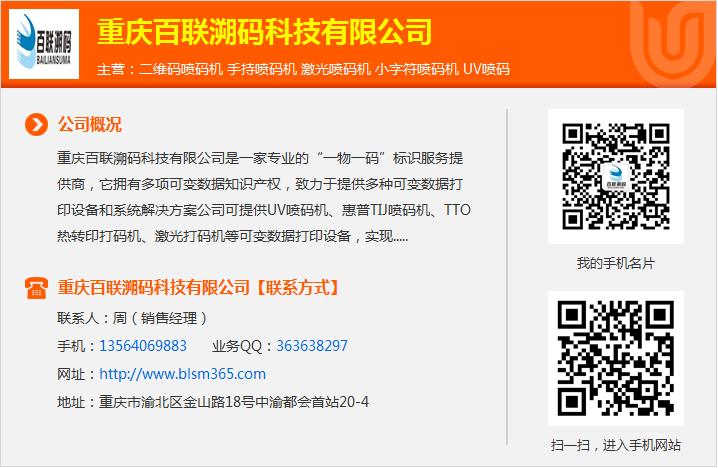 百联溯码
BAILIANSUMA
重庆百联溯码科技有限公司
主营：二维码喷码机 手持喷码机 激光喷码机 小字符喷码机 UV喷码
公司概况
重庆百联溯码科技有限公司是一家专业的“一物一码”标识服务提
供商，它拥有多项可变数据知识产权，致力于提供多种可变数据打
印设备和系统解决方案公司可提供UV喷码机、惠普TIJ喷码机、TTO
热转印打码机、激光打码机等可变数据打印设备，实现.....
重庆百联溯码科技有限公司【联系方式】
联系人：周（销售经理）
手机：13564069883 业务QQ：363638297
网址：http://www.blsm365.com
地址：重庆市渝北区金山路18号中渝都会首站20-4
百联溯码
我的手机名片
扫一扫，进入手机网站